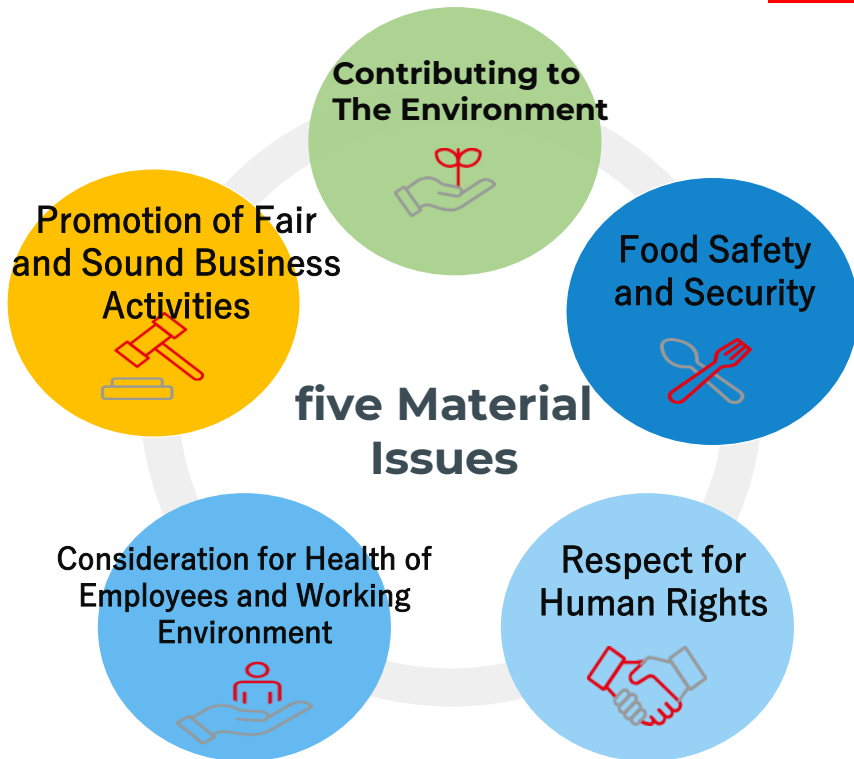 Contributing to
The Environment
Promotion of Fair
and Sound Business
Activities
Food Safety
and Security
five Material
Issues
Consideration for Health of
Employees and Working
Environment
Respect for
Human Rights